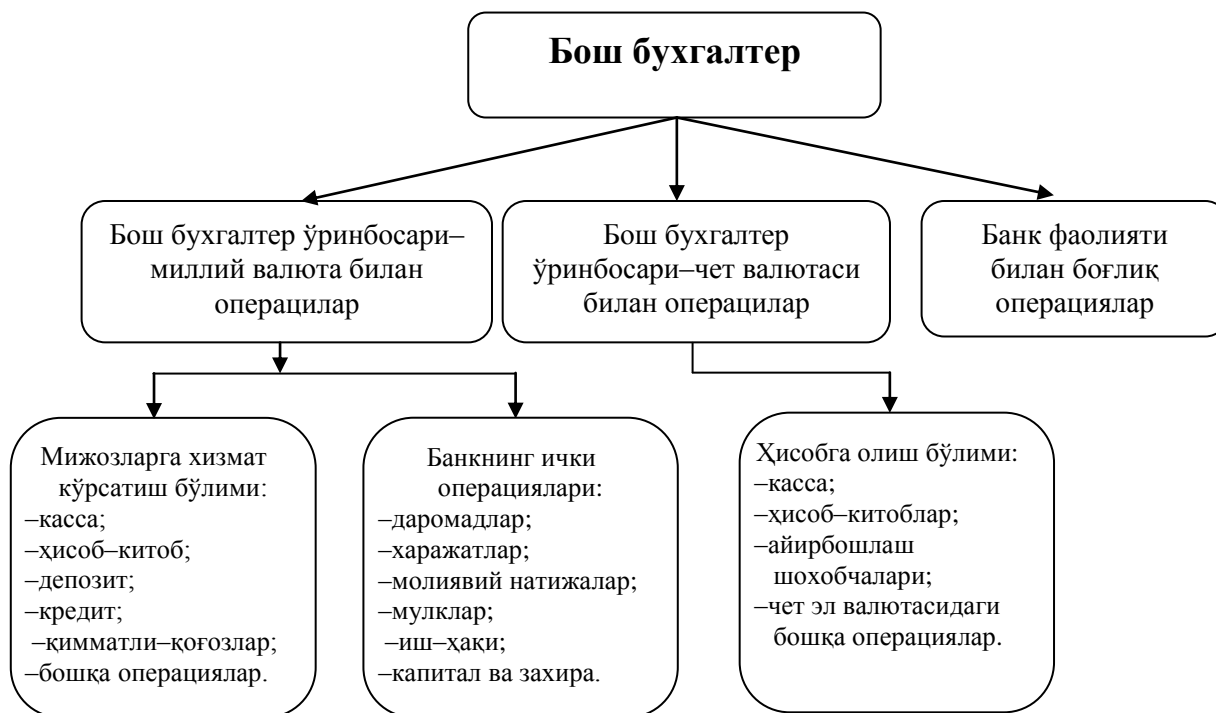 Бош бухгалтер
Бош бухгалтер ўринбосари–
миллий валюта билан
операцилар
Бош бухгалтер
ўринбосари–чет валютаси
билан операцилар
Банк фаолияти
билан боғлиқ
операциялар
Мижозларга хизмат
кўрсатиш бўлими:
–касса;
–ҳисоб–китоб;
–депозит;
–кредит;
–қимматли–қоғозлар;
–бошқа операциялар.
Банкнинг ички
операциялари:
–даромадлар;
–харажатлар;
–молиявий натижалар;
–мулклар;
–иш–ҳақи;
–капитал ва захира.
Ҳисобга олиш бўлими:
–касса;
–ҳисоб–китоблар;
–айирбошлаш
шохобчалари;
–чет эл валютасидаги
бошқа операциялар.